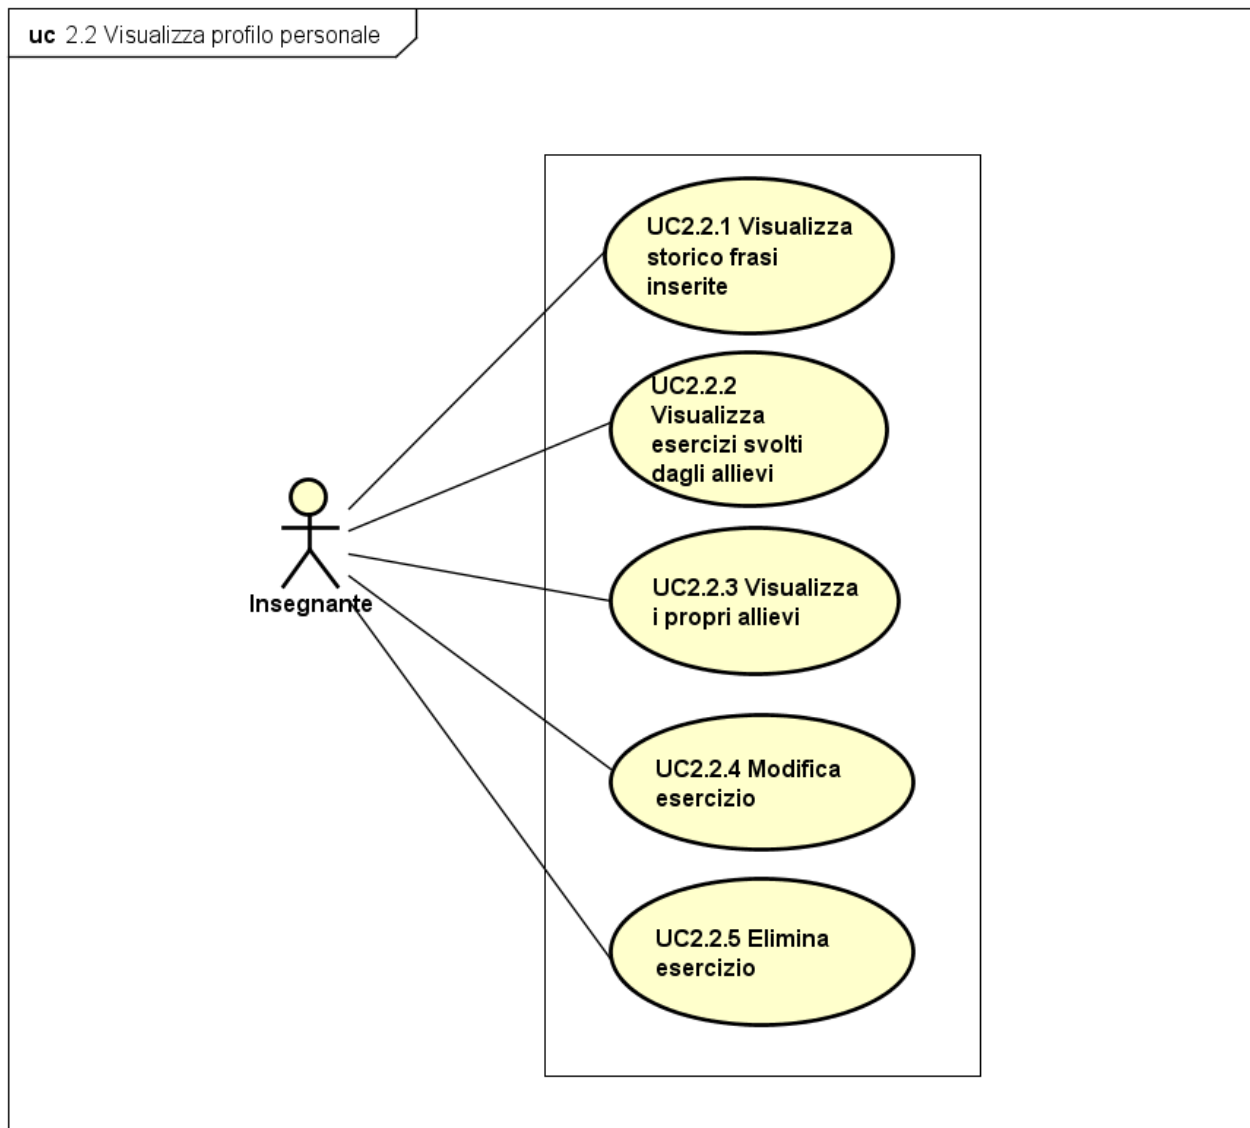 uc 2.2 Visualizza profilo personale
UC2.2.1 Visualizza
storico frasi
inserite
UC2.2.2
Visualizza
esercizi svolti
dagli allievi
Insegnante
UC2.2.3 Visualizza
i propri allievi
UC2.2.4 Modifica
esercizio
UC2.2.5 Elimina
esercizio